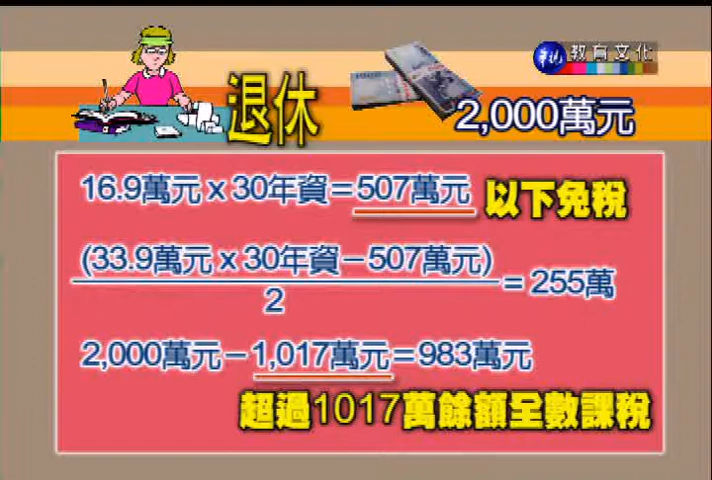 華視
教育文化
退休
2,000萬元
16.9萬元 x 30年資=507萬元 以下免稅
(33.9萬元 x 30年資-507萬元)
2
=255萬
2,000萬元-1,017萬元=983萬元
超過1017萬餘額全數課稅